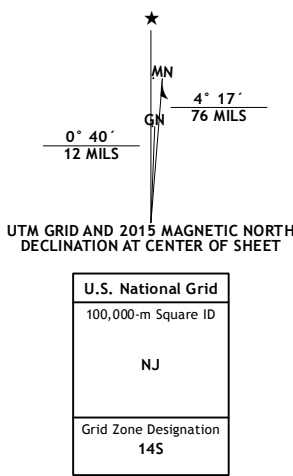 ★
MN
GN
4° 17´
76 MILS
0° 40´
12 MILS
UTM GRID AND 2015 MAGNETIC NORTH
DECLINATION AT CENTER OF SHEET
U.S. National Grid
100,000-m Square ID
NJ
Grid Zone Designation
14S